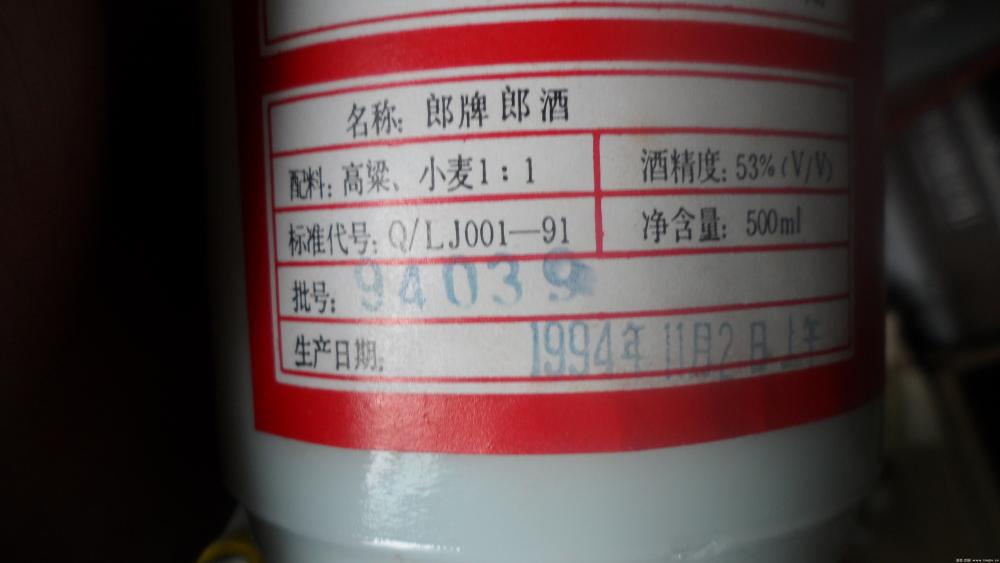 名称：郎牌郎酒
配料：高粱、小麦1：1
酒精度：53%（V/V）
标准代号：Q/LJ001—91
净含量：500ml
批号：94039
生产日期：1994年11月2日上午